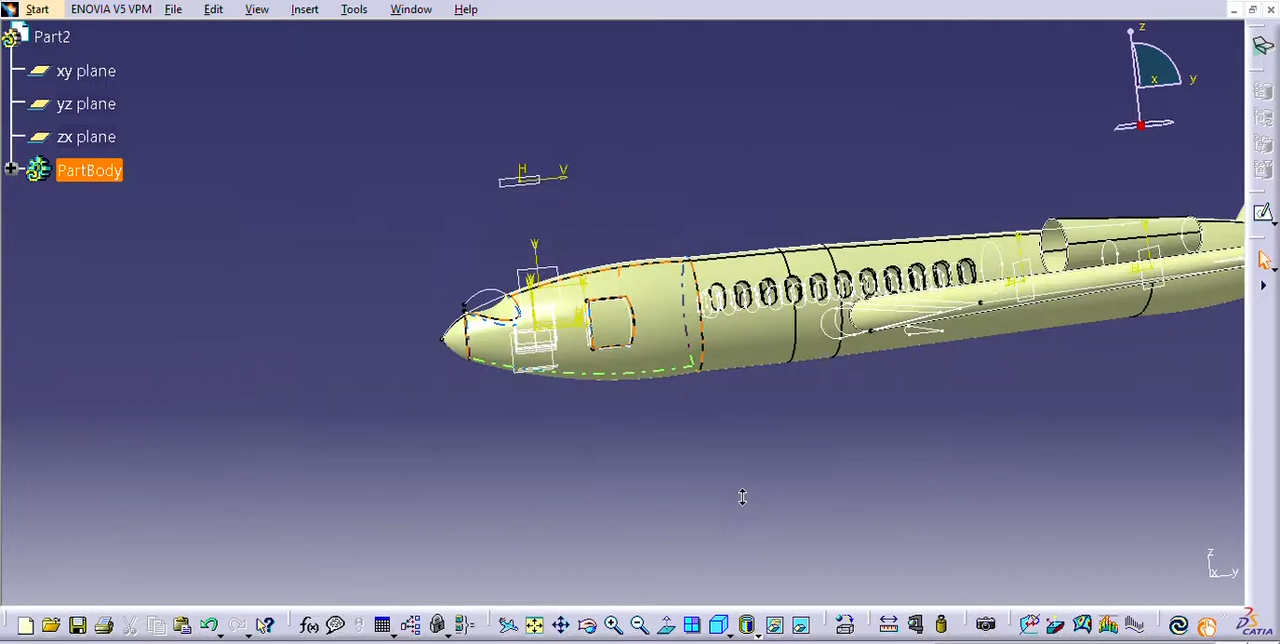 Start ENOVIA V5 VPM File Edit View Insert Tools Window Help
Part2
xy plane
yz plane
zx plane
PartBody
z
x y
H V
V
z
x y
f(x)
CATIA